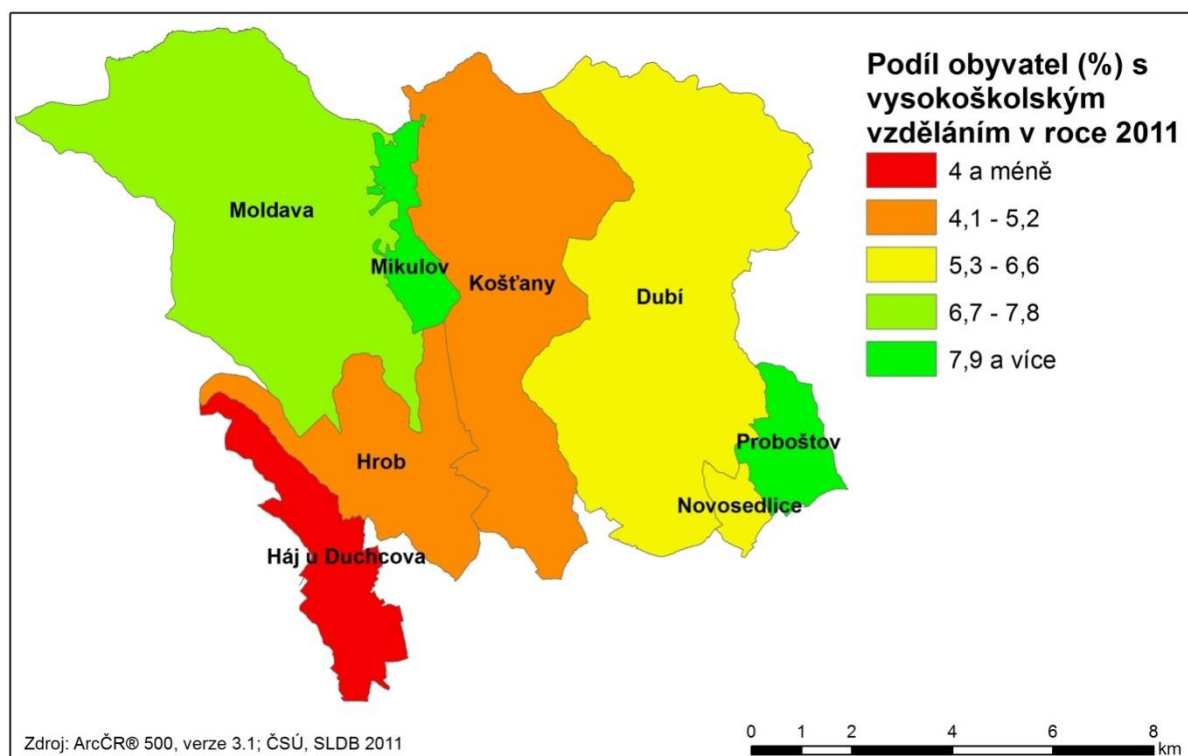 Podíl obyvatel (%) s
vysokoškolským
vzděláním v roce 2011
4 a méně
4,1 - 5,2
5,3 - 6,6
6,7 - 7,8
7,9 a více
Moldava
Mikulov
Košťany
Dubí
Proboštov
Hrob
Novosedlice
Háj u Duchcova
Zdroj: ArcČR® 500, verze 3.1; ČSÚ, SLDB 2011
0 1 2 4 6 8
km